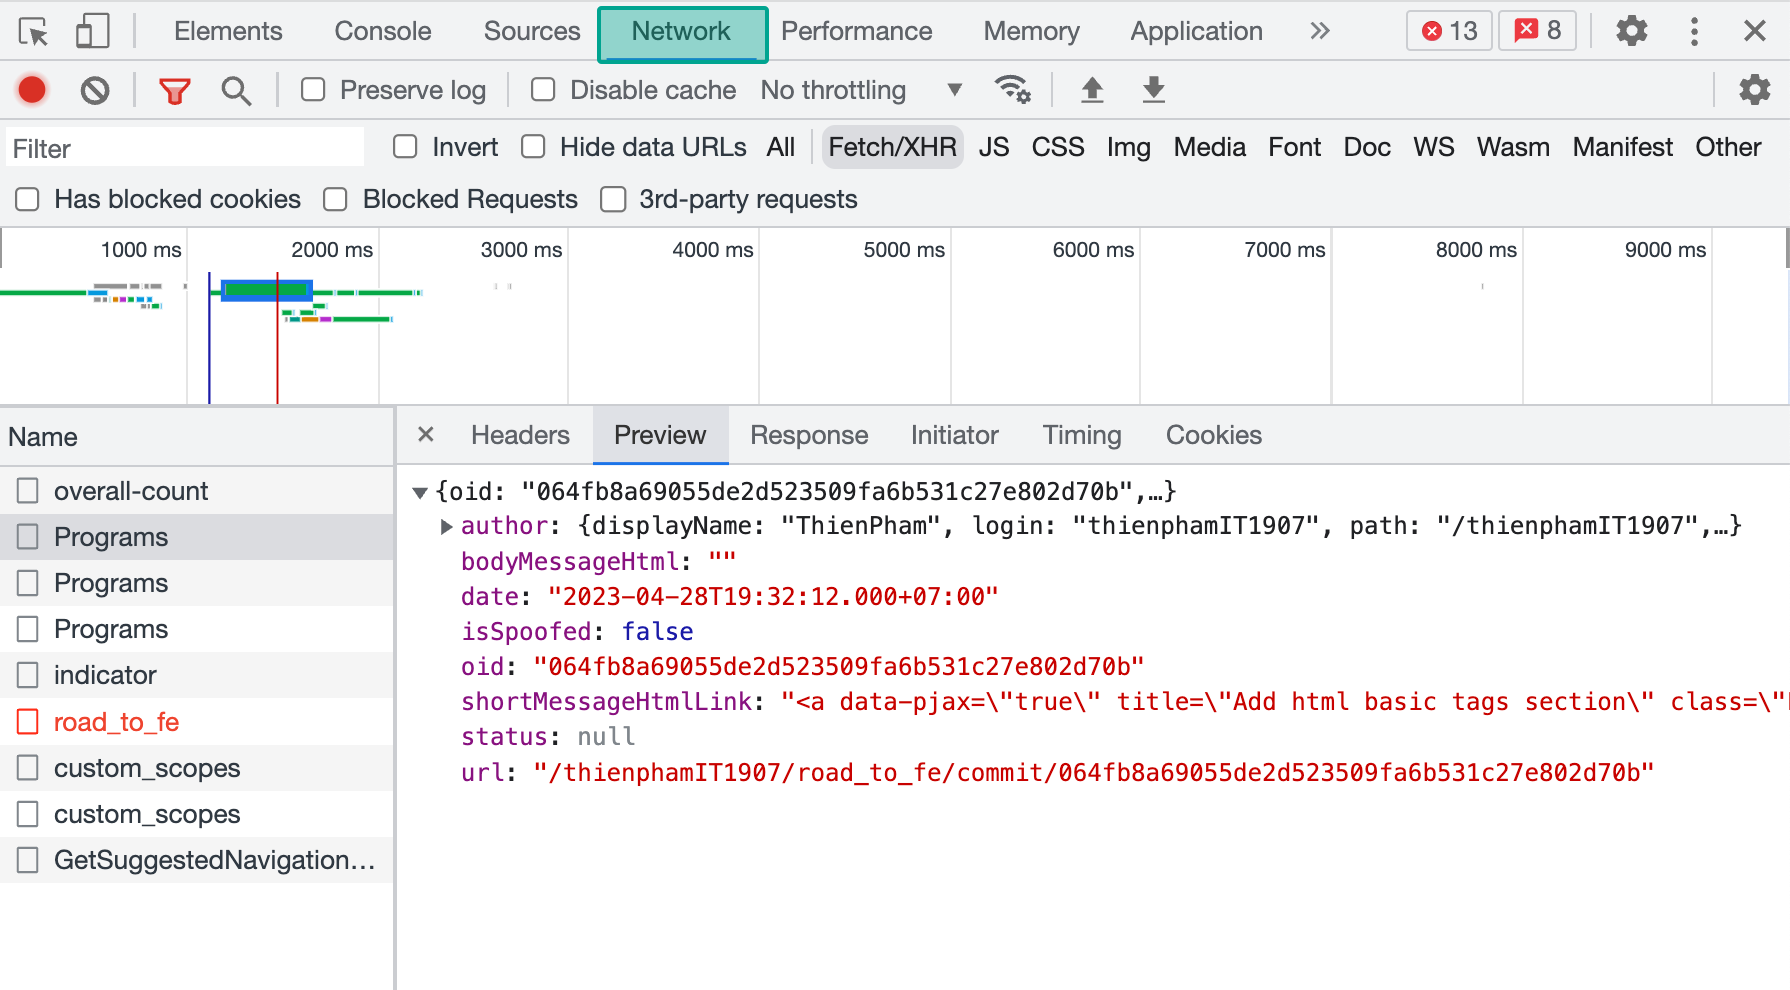 Elements Console Sources Network Performance Memory Application » 13 8
Preserve log Disable cache No throttling
Filter Invert Hide data URLs All Fetch/XHR JS CSS Img Media Font Doc WS Wasm Manifest Other
Has blocked cookies Blocked Requests 3rd-party requests
1000 ms 2000 ms 3000 ms 4000 ms 5000 ms 6000 ms 7000 ms 8000 ms 9000 ms
Name
overall-count
Programs
Programs
Programs
indicator
road_to_fe
custom_scopes
custom_scopes
GetSuggestedNavigation…
× Headers Preview Response Initiator Timing Cookies
{oid: "064fb8a69055de2d523509fa6b531c27e802d70b",…}
author: {displayName: "ThienPham", login: "thienphamIT1907", path: "/thienphamIT1907",…}
bodyMessageHtml: ""
date: "2023-04-28T19:32:12.000+07:00"
isSpoofed: false
oid: "064fb8a69055de2d523509fa6b531c27e802d70b"
shortMessageHtmlLink: "<a data-pjax=\"true\" title=\"Add html basic tags section\" class=\"
status: null
url: "/thienphamIT1907/road_to_fe/commit/064fb8a69055de2d523509fa6b531c27e802d70b"